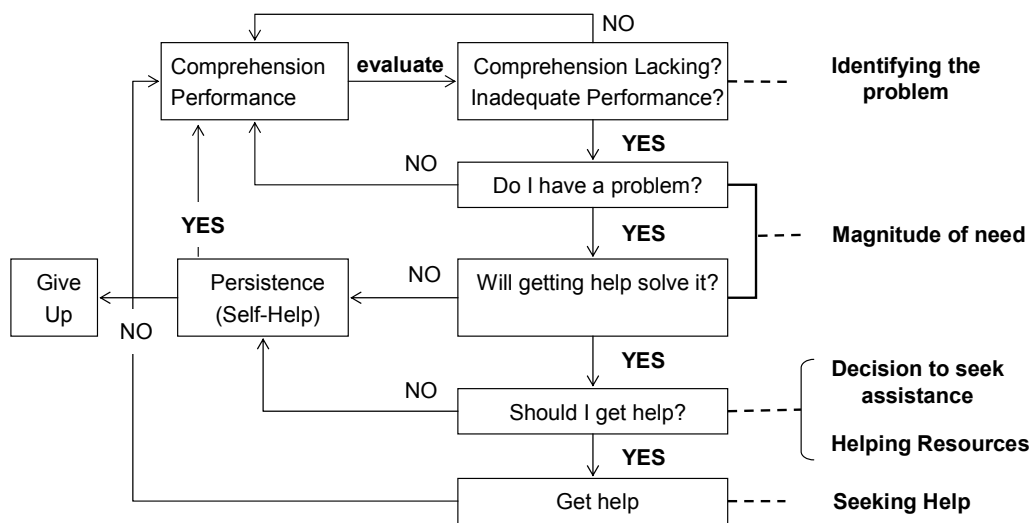 NO
Comprehension
Performance
evaluate
Comprehension Lacking?
Inadequate Performance?
Identifying the
problem
YES
NO
Do I have a problem?
YES
YES
Magnitude of need
Give
Up
NO
Persistence
(Self-Help)
NO
Will getting help solve it?
YES
NO
Should I get help?
Decision to seek
assistance
Helping Resources
YES
Get help
Seeking Help